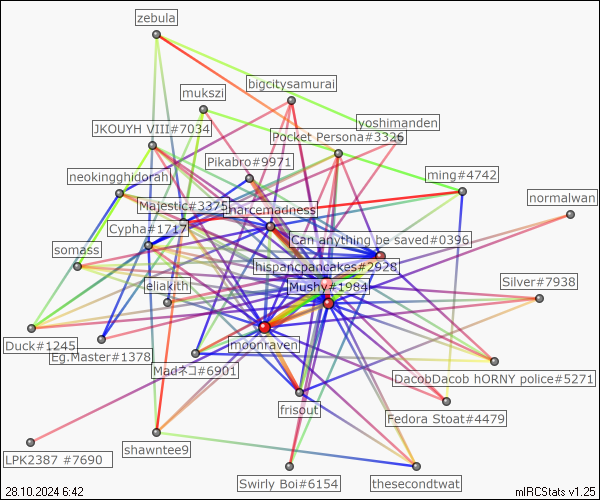 zebula
bigcitysamurai
mukszi
yoshimanden
JKOUYH VIII#7034
Pocket Persona#3326
Pikabro#9971
neokingghidorah
ming#4742
normalwan
Majestic#3375
narcemadness
Cypha#1717
Can anything be saved#0396
somass
hispancpancakes#2928
eliakith
Mushy#1984
Silver#7938
Duck#1245
moonraven
Eg.Master#1378
Madネコ#6901
DacobDacob hORNY police#5271
frisout
Fedora Stoat#4479
shawntee9
LPK2387 #7690
Swirly Boi#6154
thesecondtwat
28.10.2024 6:42
mIRCStats v1.25